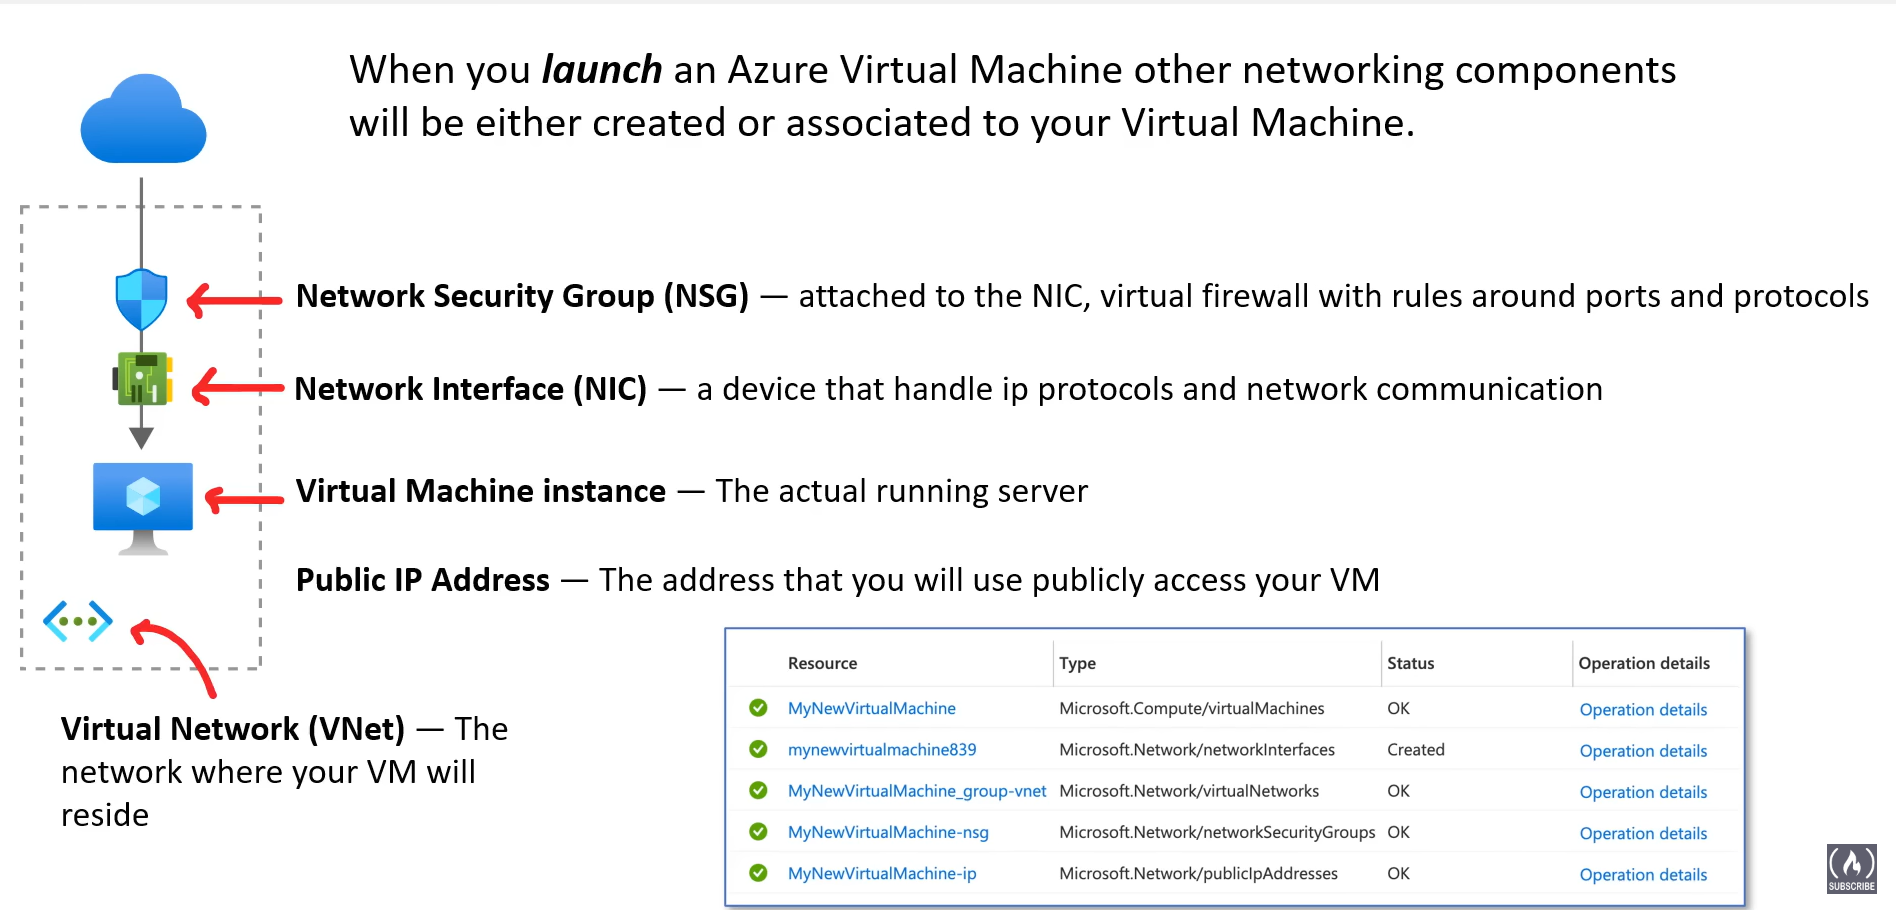 When you launch an Azure Virtual Machine other networking components
will be either created or associated to your Virtual Machine.
Network Security Group (NSG) — attached to the NIC, virtual firewall with rules around ports and protocols
Network Interface (NIC) — a device that handle ip protocols and network communication
Virtual Machine instance — The actual running server
Public IP Address — The address that you will use publicly access your VM
Virtual Network (VNet) — The
network where your VM will
reside
Resource Type Status Operation details
MyNewVirtualMachine Microsoft.Compute/virtualMachines OK Operation details
mynewvirtualmachine839 Microsoft.Network/networkInterfaces Created Operation details
MyNewVirtualMachine_group-vnet Microsoft.Network/virtualNetworks OK Operation details
MyNewVirtualMachine-nsg Microsoft.Network/networkSecurityGroups OK Operation details
MyNewVirtualMachine-ip Microsoft.Network/publicIpAddresses OK Operation details
SUBSCRIBE